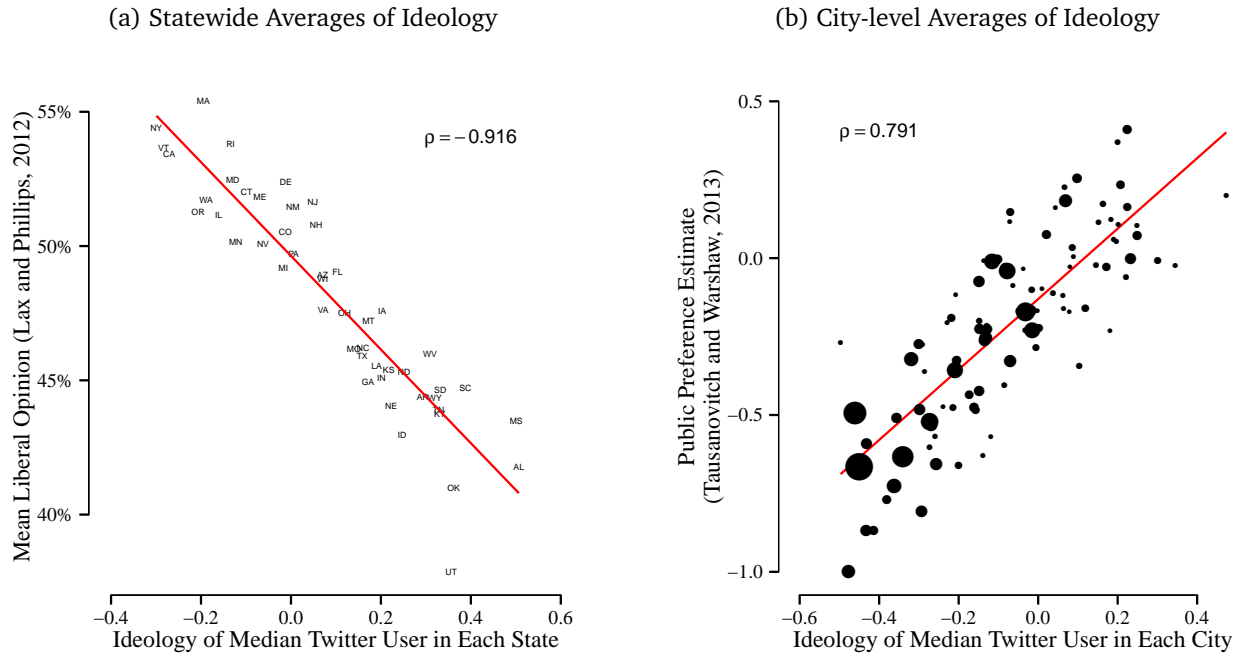 (a) Statewide Averages of Ideology
Mean Liberal Opinion (Lax and Phillips, 2012)
55%
50%
45%
40%
ρ = −0.916
MA
NY
RI
VT
CA
MD
DE
CT
ME
WA
NJ
NM
OR
IL
NH
CO
MN
NV
PA
MI
FL
AZ
WI
VA
OH
IA
MT
MO
NC
TX
WV
LA
KS
ND
IN
GA
SD
SC
AR
WY
NE
KY
MS
ID
AL
OK
UT
−0.4
−0.2
0.0
0.2
0.4
0.6
Ideology of Median Twitter User in Each State
(b) City-level Averages of Ideology
Public Preference Estimate
(Tausanovitch and Warshaw, 2013)
0.5
0.0
−0.5
−1.0
ρ = 0.791
−0.6
−0.4
−0.2
0.0
0.2
0.4
Ideology of Median Twitter User in Each City